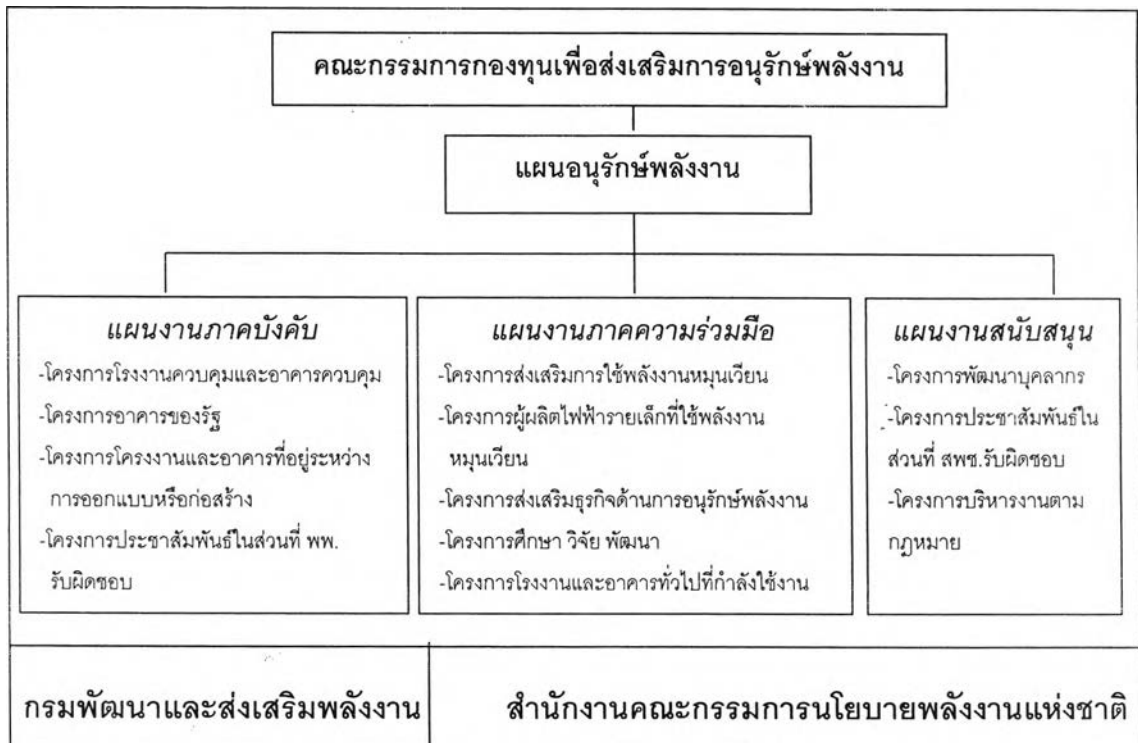 คณะกรรมการกองทุนเพื่อส่งเสริมการอนุรักษ์พลังงาน
แผนอนุรักษ์พลังงาน
แผนงานภาคบังคับ
-โครงการโรงงานควบคุมและอาคารควบคุม
-โครงการอาคารของรัฐ
-โครงการโครงงานและอาคารที่อยู่ระหว่าง
การออกแบบหรือก่อสร้าง
-โครงการประชาสัมพันธ์ในส่วนที่ พพ.
รับผิดชอบ
แผนงานภาคความร่วมมือ
-โครงการส่งเสริมการใช้พลังงานหมุนเวียน
-โครงการผู้ผลิตไฟฟ้ารายเล็กที่ใช้พลังงาน
หมุนเวียน
-โครงการส่งเสริมธุรกิจด้านการอนุรักษ์พลังงาน
-โครงการศึกษา วิจัย พัฒนา
-โครงการโรงงานและอาคารทั่วไปที่กำลังใช้งาน
แผนงานสนับสนุน
-โครงการพัฒนาบุคลากร
-โครงการประชาสัมพันธ์ใน
ส่วนที่ สพช.รับผิดชอบ
-โครงการบริหารงานตาม
กฎหมาย
กรมพัฒนาและส่งเสริมพลังงาน
สำนักงานคณะกรรมการนโยบายพลังงานแห่งชาติ